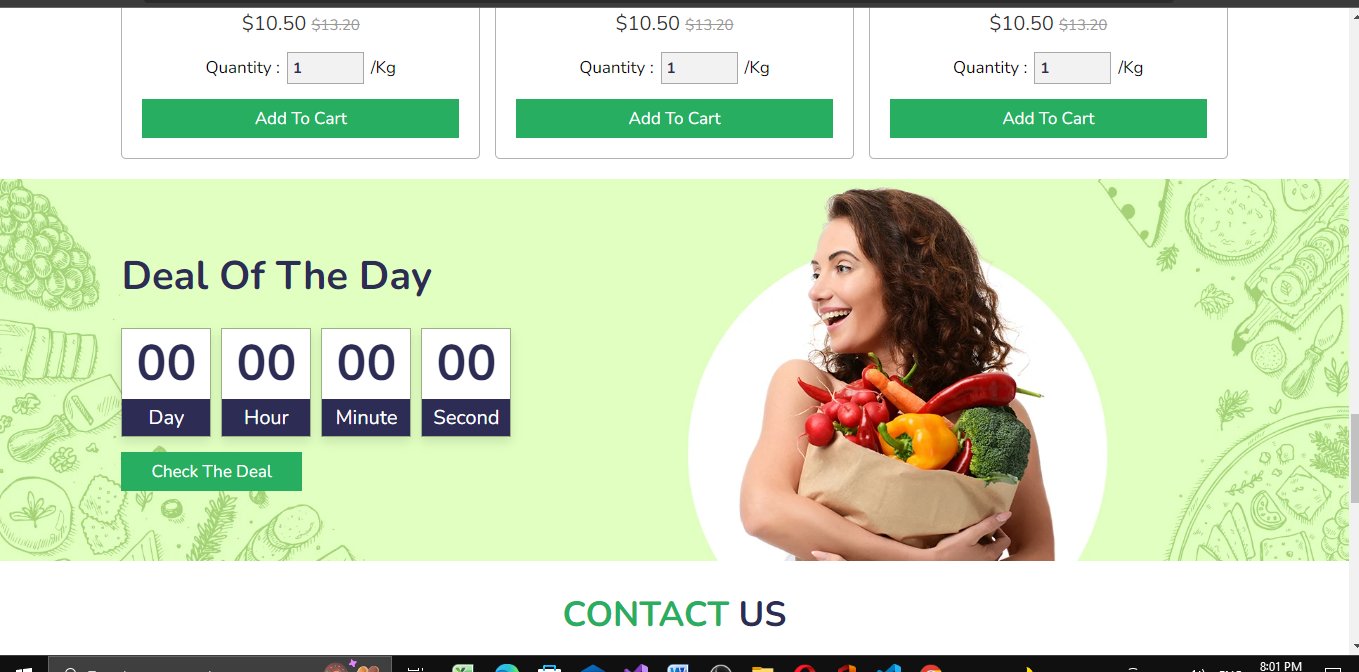 $10.50 $13.20 $10.50 $13.20 $10.50 $13.20
Quantity : 1 /Kg Quantity : 1 /Kg Quantity : 1 /Kg
Add To Cart Add To Cart Add To Cart
Deal Of The Day
00 00 00 00
Day Hour Minute Second
Check The Deal
CONTACT US
8:01 PM